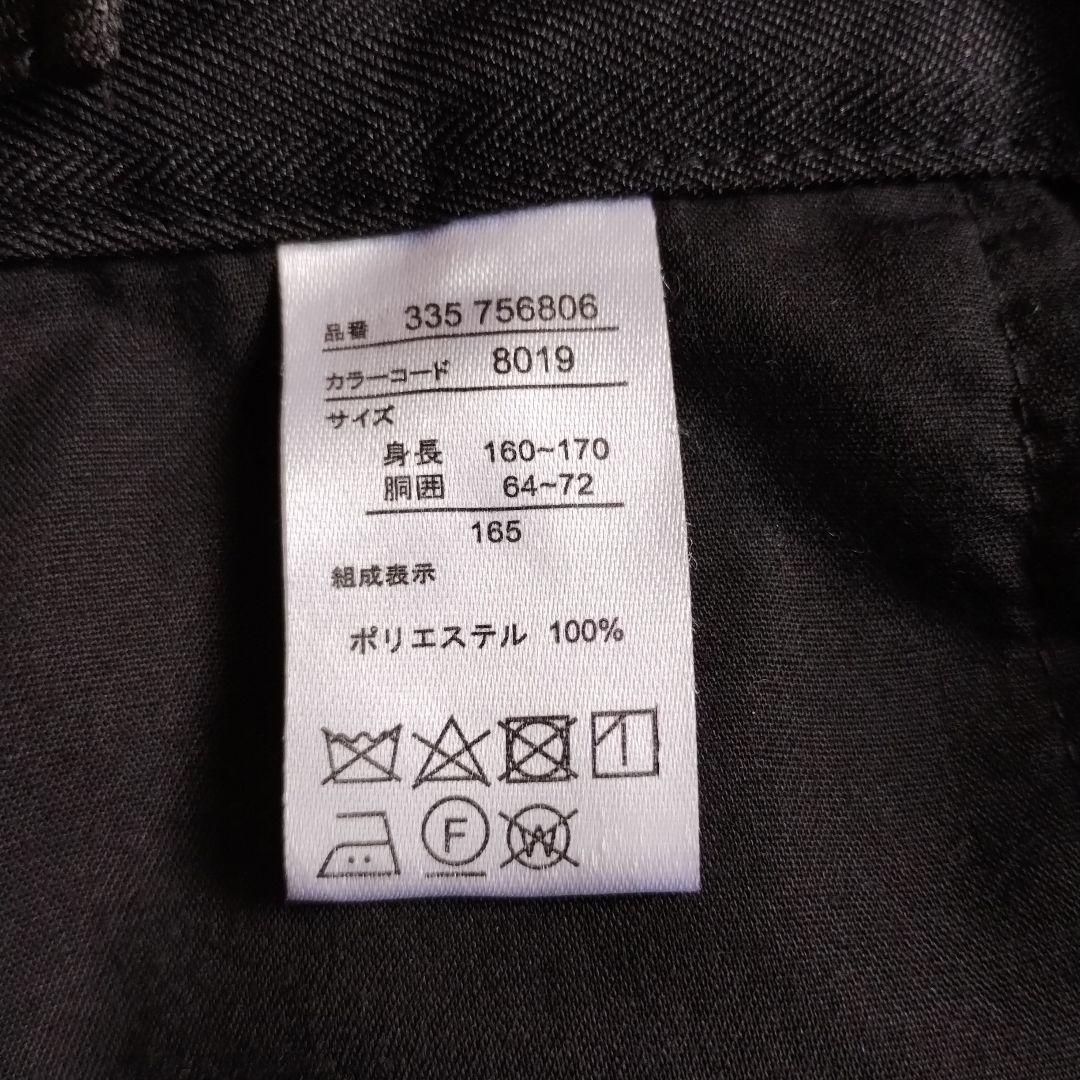 品番 335 756806
カラーコード 8019
サイズ
身長 160~170
胴囲 64~72
165
組成表示
ポリエステル 100%
F W